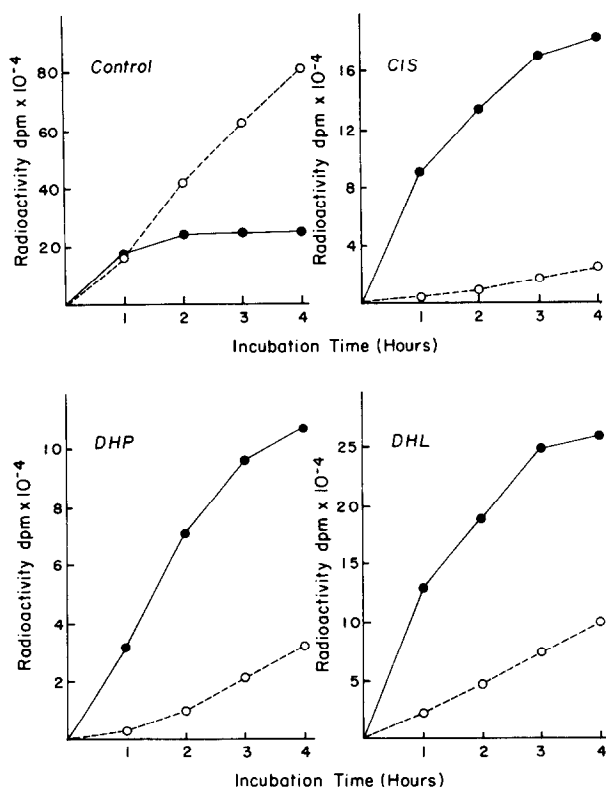 Control
Radioactivity dpm x 10-4
80
60
40
20
1 2 3 4
CIS
Radioactivity dpm x 10-4
16
12
8
4
1 2 3 4
Incubation Time (Hours)
DHP
Radioactivity dpm x 10-4
10
8
6
4
2
1 2 3 4
DHL
Radioactivity dpm x 10-4
25
20
15
10
5
1 2 3 4
Incubation Time (Hours)